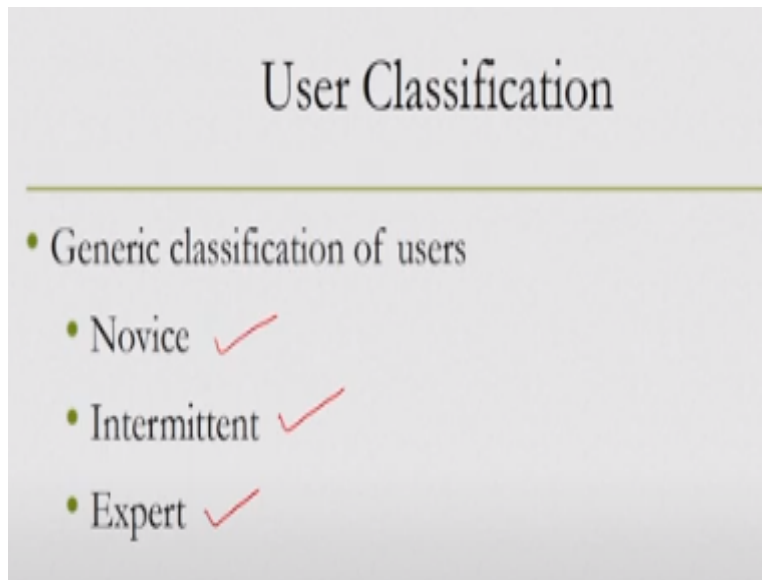 User Classification
• Generic classification of users
• Novice
• Intermittent
• Expert